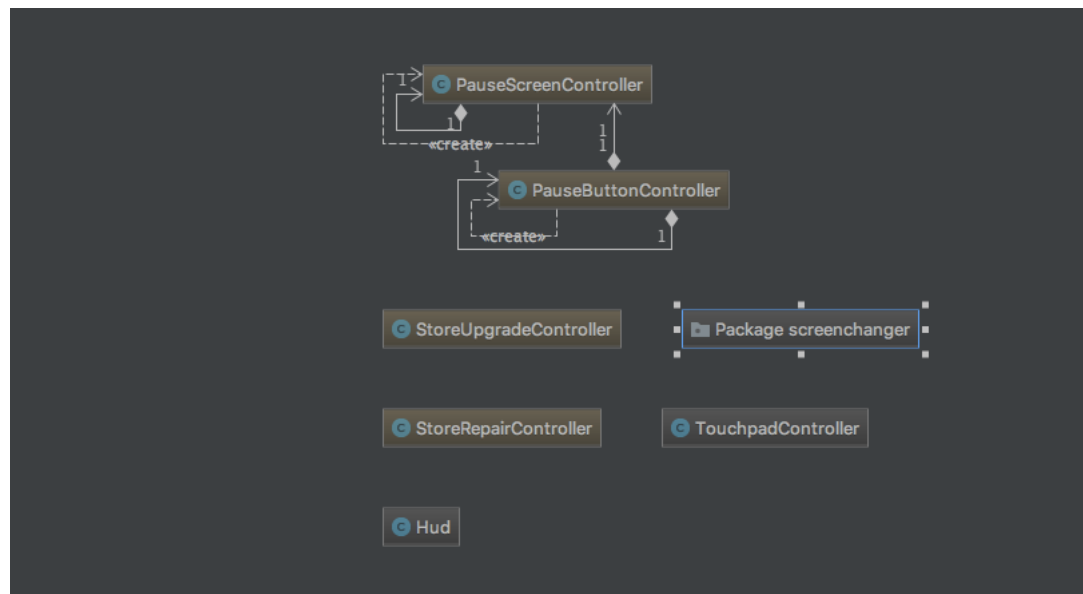 1
C PauseScreenController
1
«create»
1
1
1
C PauseButtonController
«create»
1
C StoreUpgradeController
Package screenchanger
C StoreRepairController
C TouchpadController
C Hud